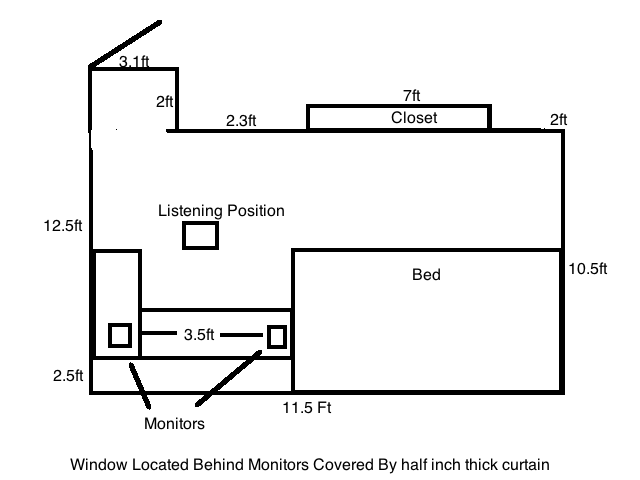 3.1ft
2ft
7ft
2.3ft
Closet
2ft
Listening Position
12.5ft
Bed
10.5ft
3.5ft
2.5ft
11.5 Ft
Monitors
Window Located Behind Monitors Covered By half inch thick curtain